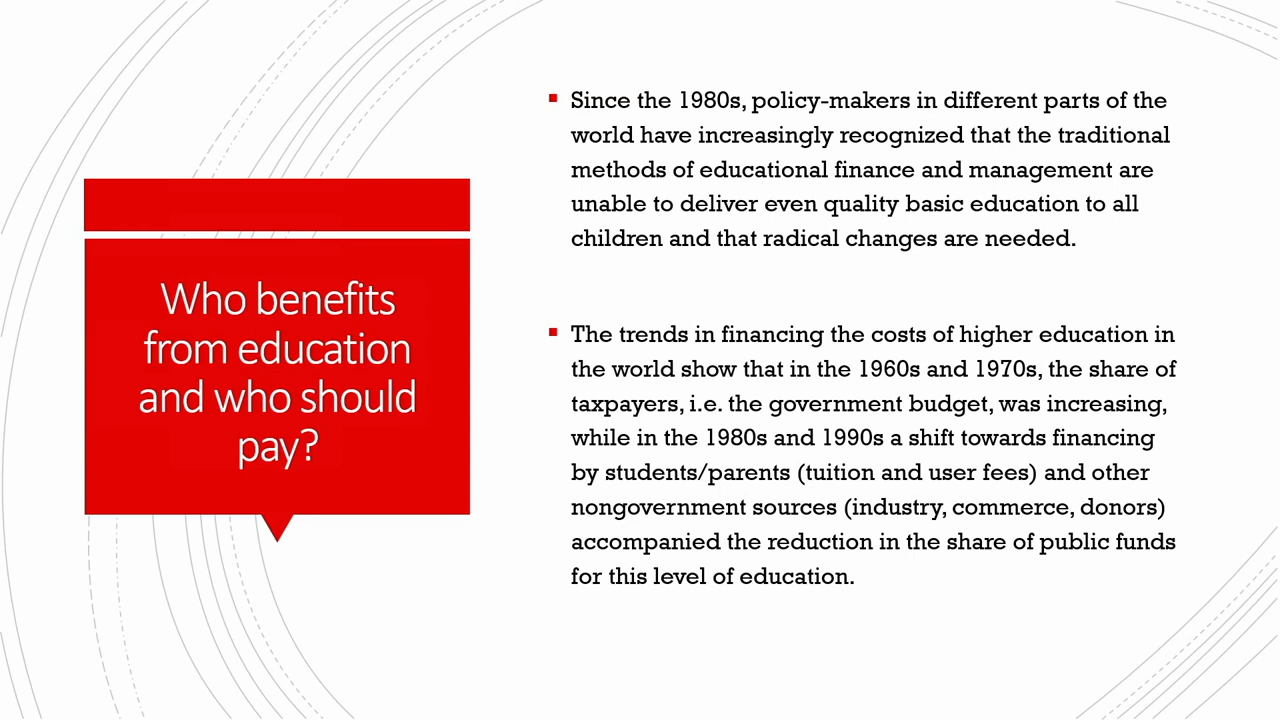 Who benefits
from education
and who should
pay?
Since the 1980s, policy-makers in different parts of the
world have increasingly recognized that the traditional
methods of educational finance and management are
unable to deliver even quality basic education to all
children and that radical changes are needed.
The trends in financing the costs of higher education in
the world show that in the 1960s and 1970s, the share of
taxpayers, i.e. the government budget, was increasing,
while in the 1980s and 1990s a shift towards financing
by students/parents (tuition and user fees) and other
nongovernment sources (industry, commerce, donors)
accompanied the reduction in the share of public funds
for this level of education.